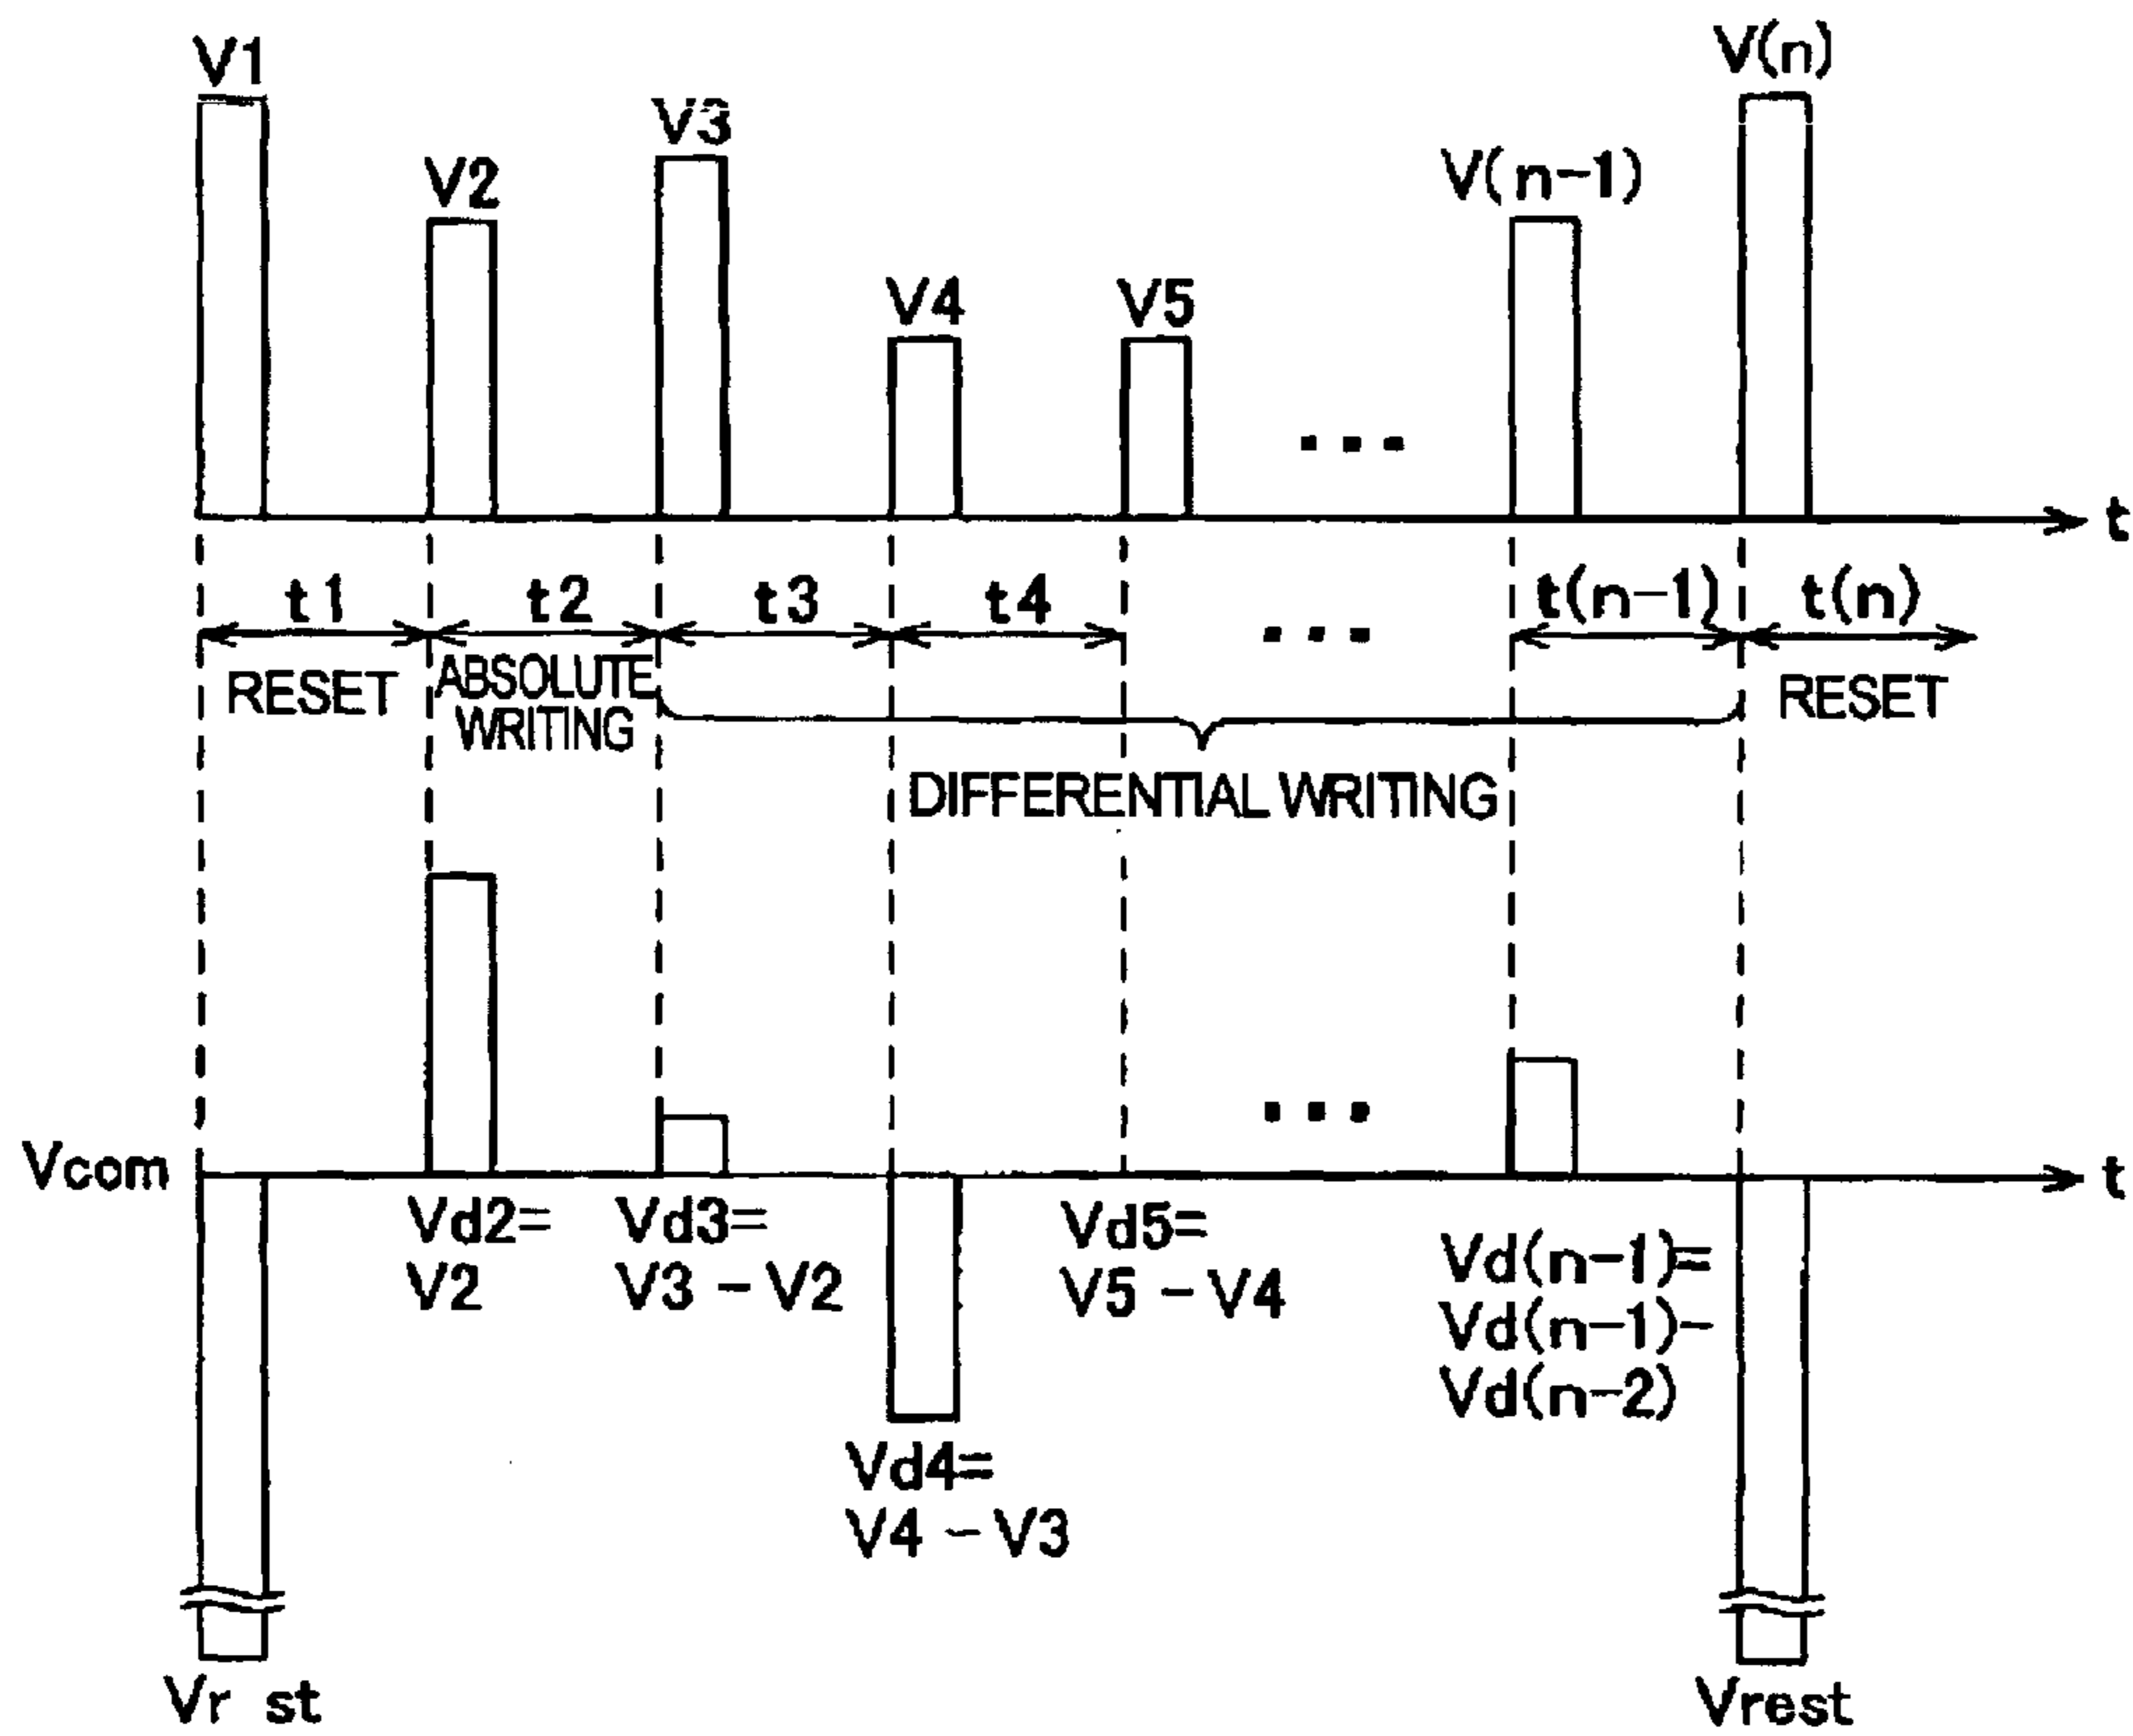 V1
V2
V3
V4
V5
V(n-1)
V(n)
t
t1
t2
t3
t4
t(n-1)
t(n)
RESET
ABSOLUTE
WRITING
DIFFERENTIAL WRITING
RESET
Vcom
t
Vd2=
V2
Vd3=
V3 - V2
Vd4=
V4 - V3
Vd5=
V5 - V4
Vd(n-1)=
Vd(n-1)-
Vd(n-2)
Vr st
Vrest